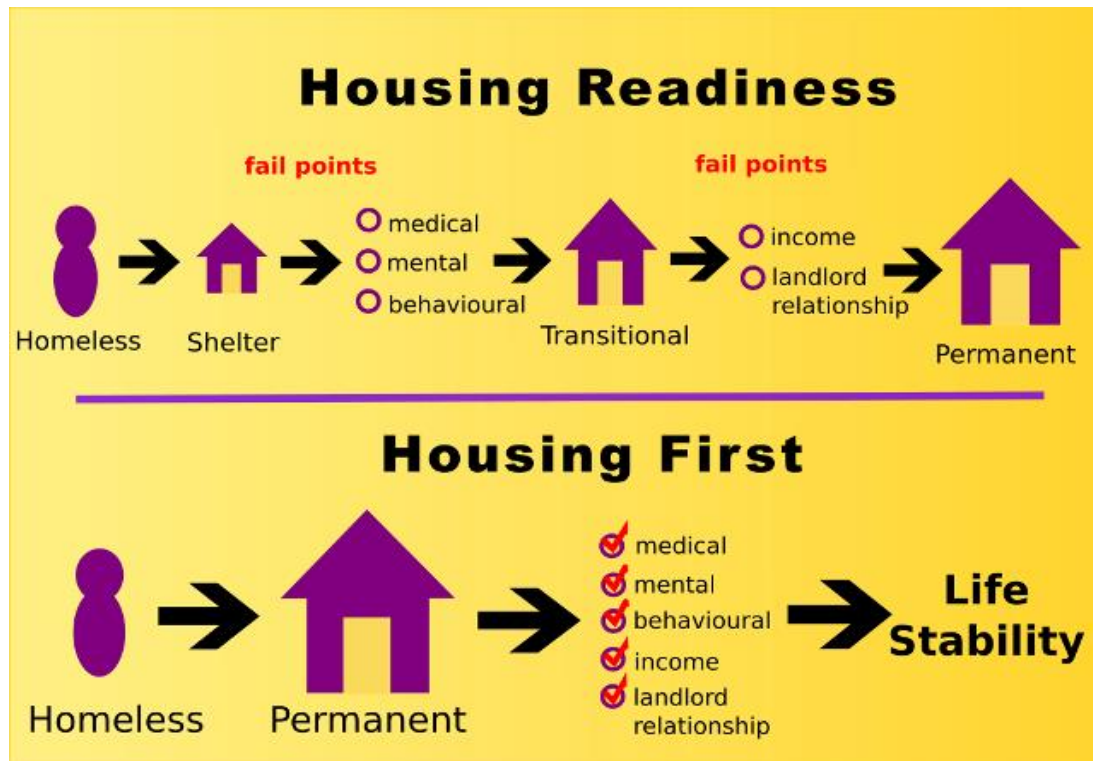 Housing Readiness
fail points
fail points
medical
mental
behavioural
income
landlord
relationship
Homeless
Shelter
Transitional
Permanent
Housing First
medical
mental
behavioural
income
landlord
relationship
Life
Stability
Homeless
Permanent